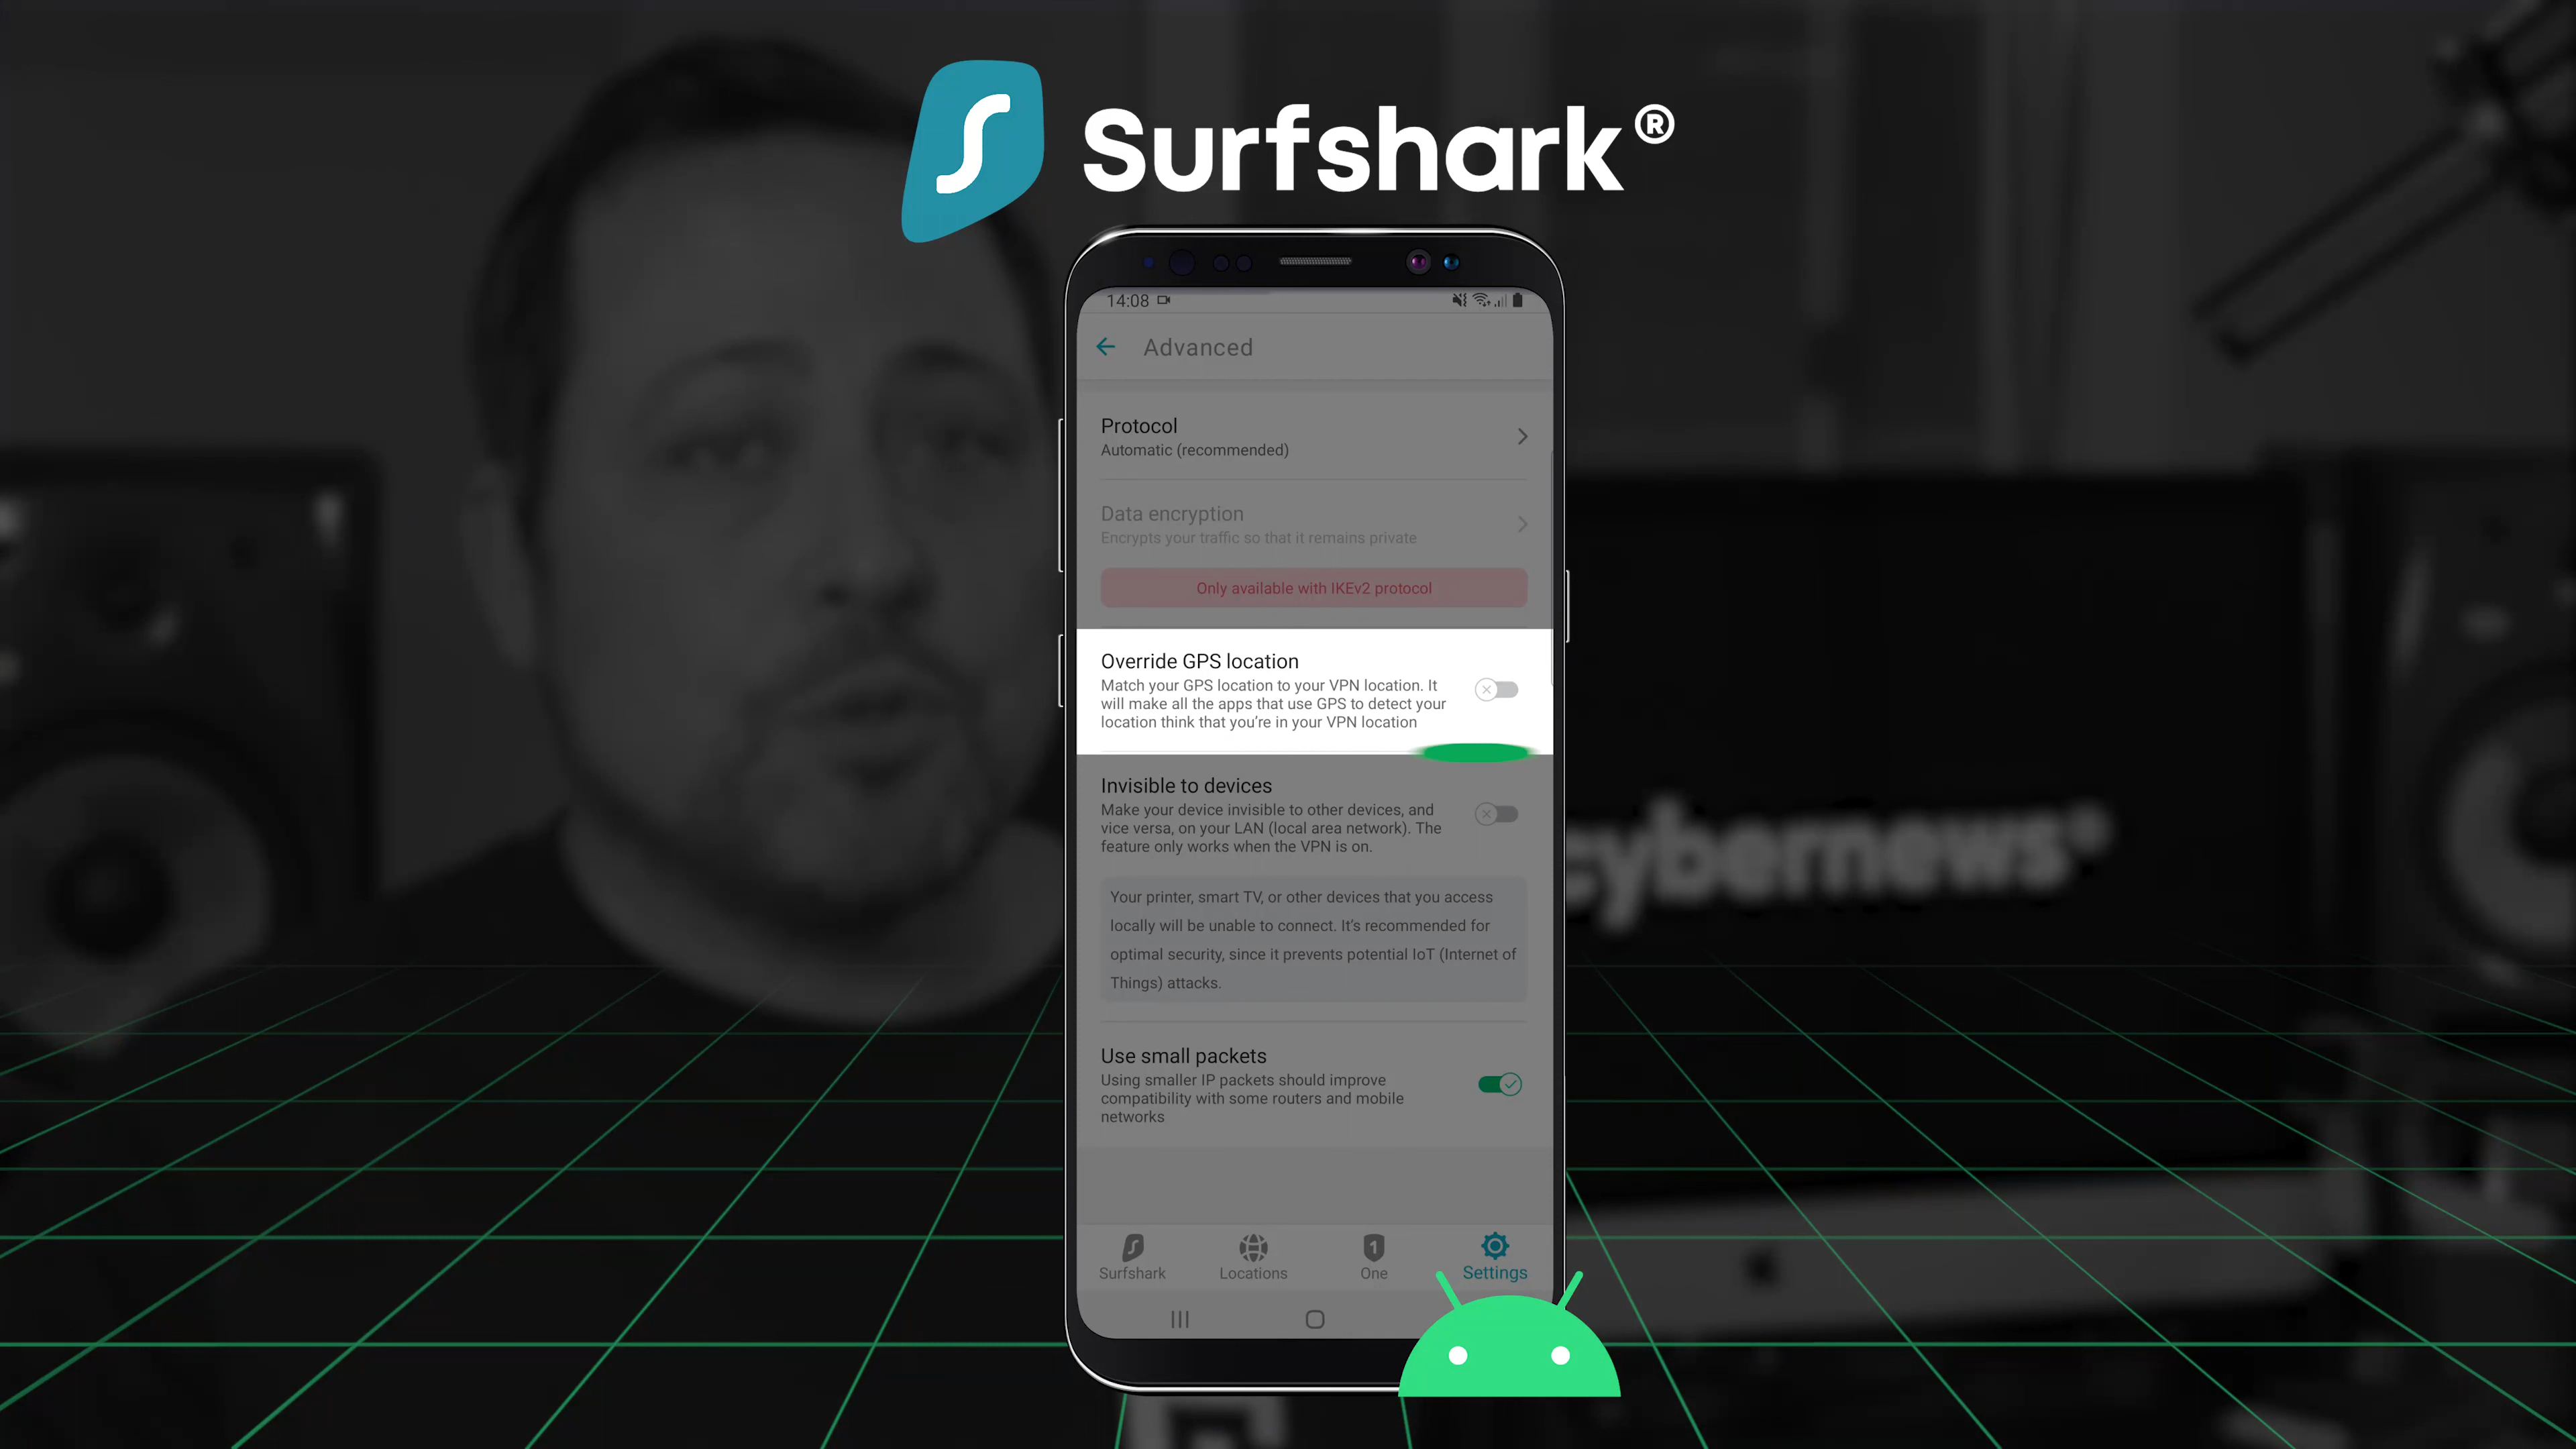 Surfshark®
14:08
Advanced
Protocol
Automatic (recommended)
Data encryption
Encrypts your traffic so that it remains private
Only available with IKEv2 protocol
Override GPS location
Match your GPS location to your VPN location. It
will make all the apps that use GPS to detect your
location think that you're in your VPN location
Invisible to devices
Make your device invisible to other devices, and
vice versa, on your LAN (local area network). The
feature only works when the VPN is on.
Your printer, smart TV, or other devices that you access
locally will be unable to connect. It's recommended for
optimal security, since it prevents potential IoT (Internet of
Things) attacks.
cybernews®
Use small packets
Using smaller IP packets should improve
compatibility with some routers and mobile
networks
1
Surfshark
Locations
One
Settings